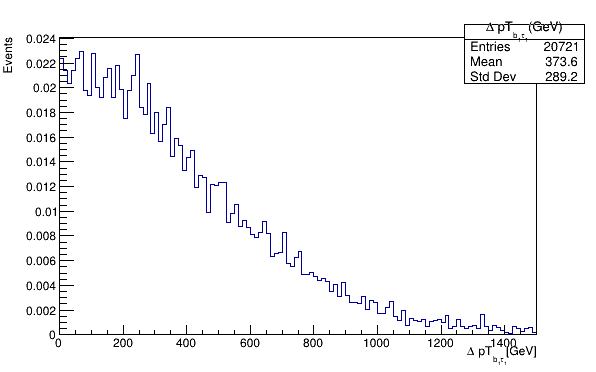 Δ pT_{b₁τ₁} (GeV)
Entries 20721
Mean 373.6
Std Dev 289.2
Events
0.024
0.022
0.02
0.018
0.016
0.014
0.012
0.01
0.008
0.006
0.004
0.002
0
0 200 400 600 800 1000 1200 1400
Δ pT_{b₁τ₁}[GeV]